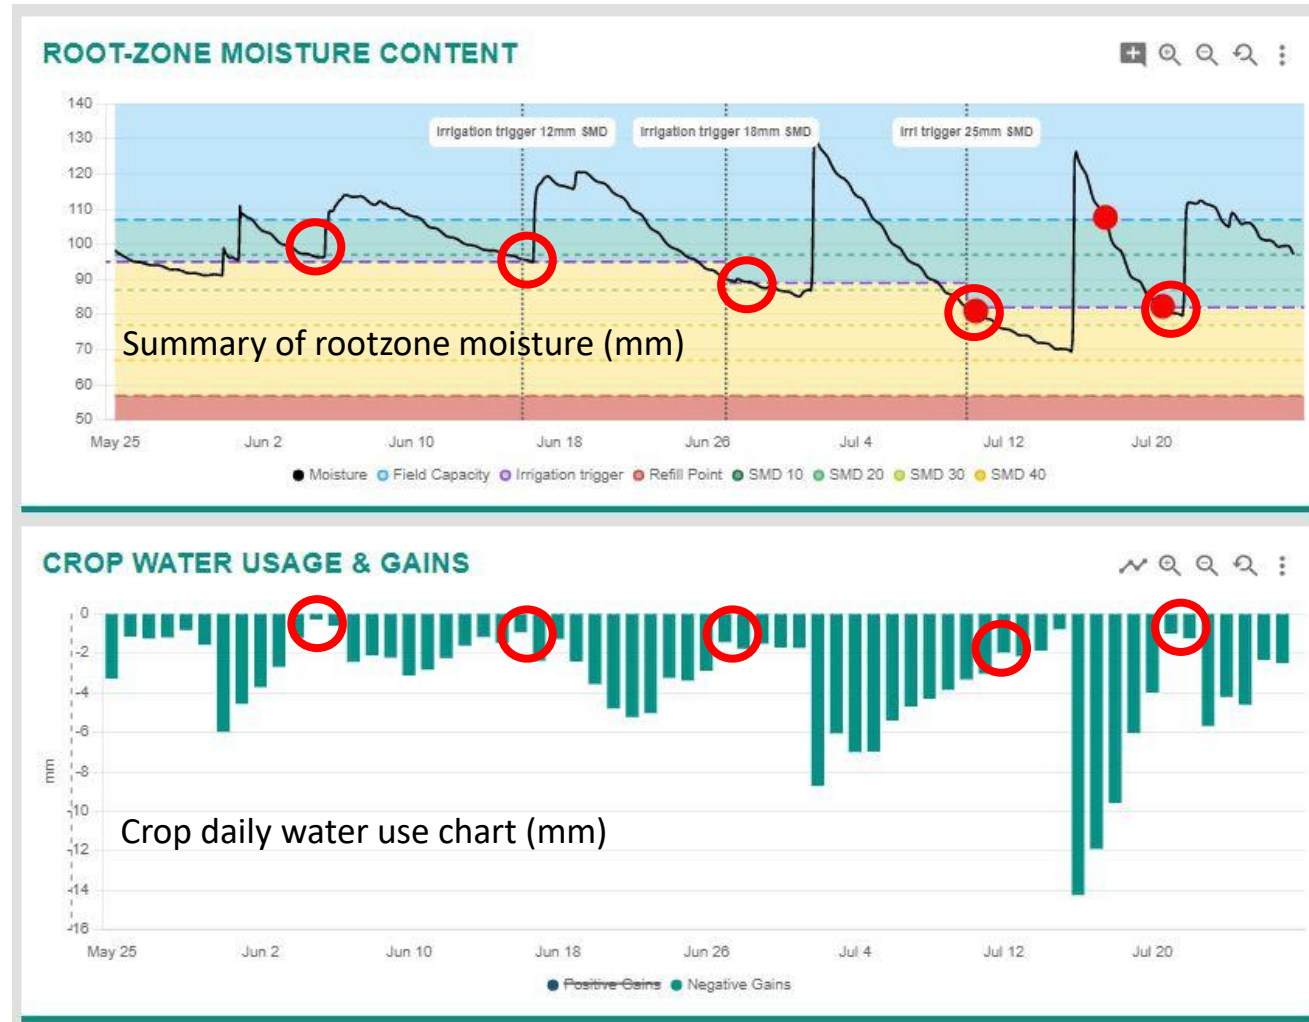 ROOT-ZONE MOISTURE CONTENT
140
130
120
110
100
90
80
70
60
50
Irrigation trigger 12mm SMD
Irrigation trigger 18mm SMD
Irri trigger 25mm SMD
Summary of rootzone moisture (mm)
May 25 Jun 2 Jun 10 Jun 18 Jun 26 Jul 4 Jul 12 Jul 20
Moisture Field Capacity Irrigation trigger Refill Point SMD 10 SMD 20 SMD 30 SMD 40
CROP WATER USAGE & GAINS
0
-2
-4
-6
-8
-10
-12
-14
-16
mm
Crop daily water use chart (mm)
May 25 Jun 2 Jun 10 Jun 18 Jun 26 Jul 4 Jul 12 Jul 20
Positive Gains Negative Gains